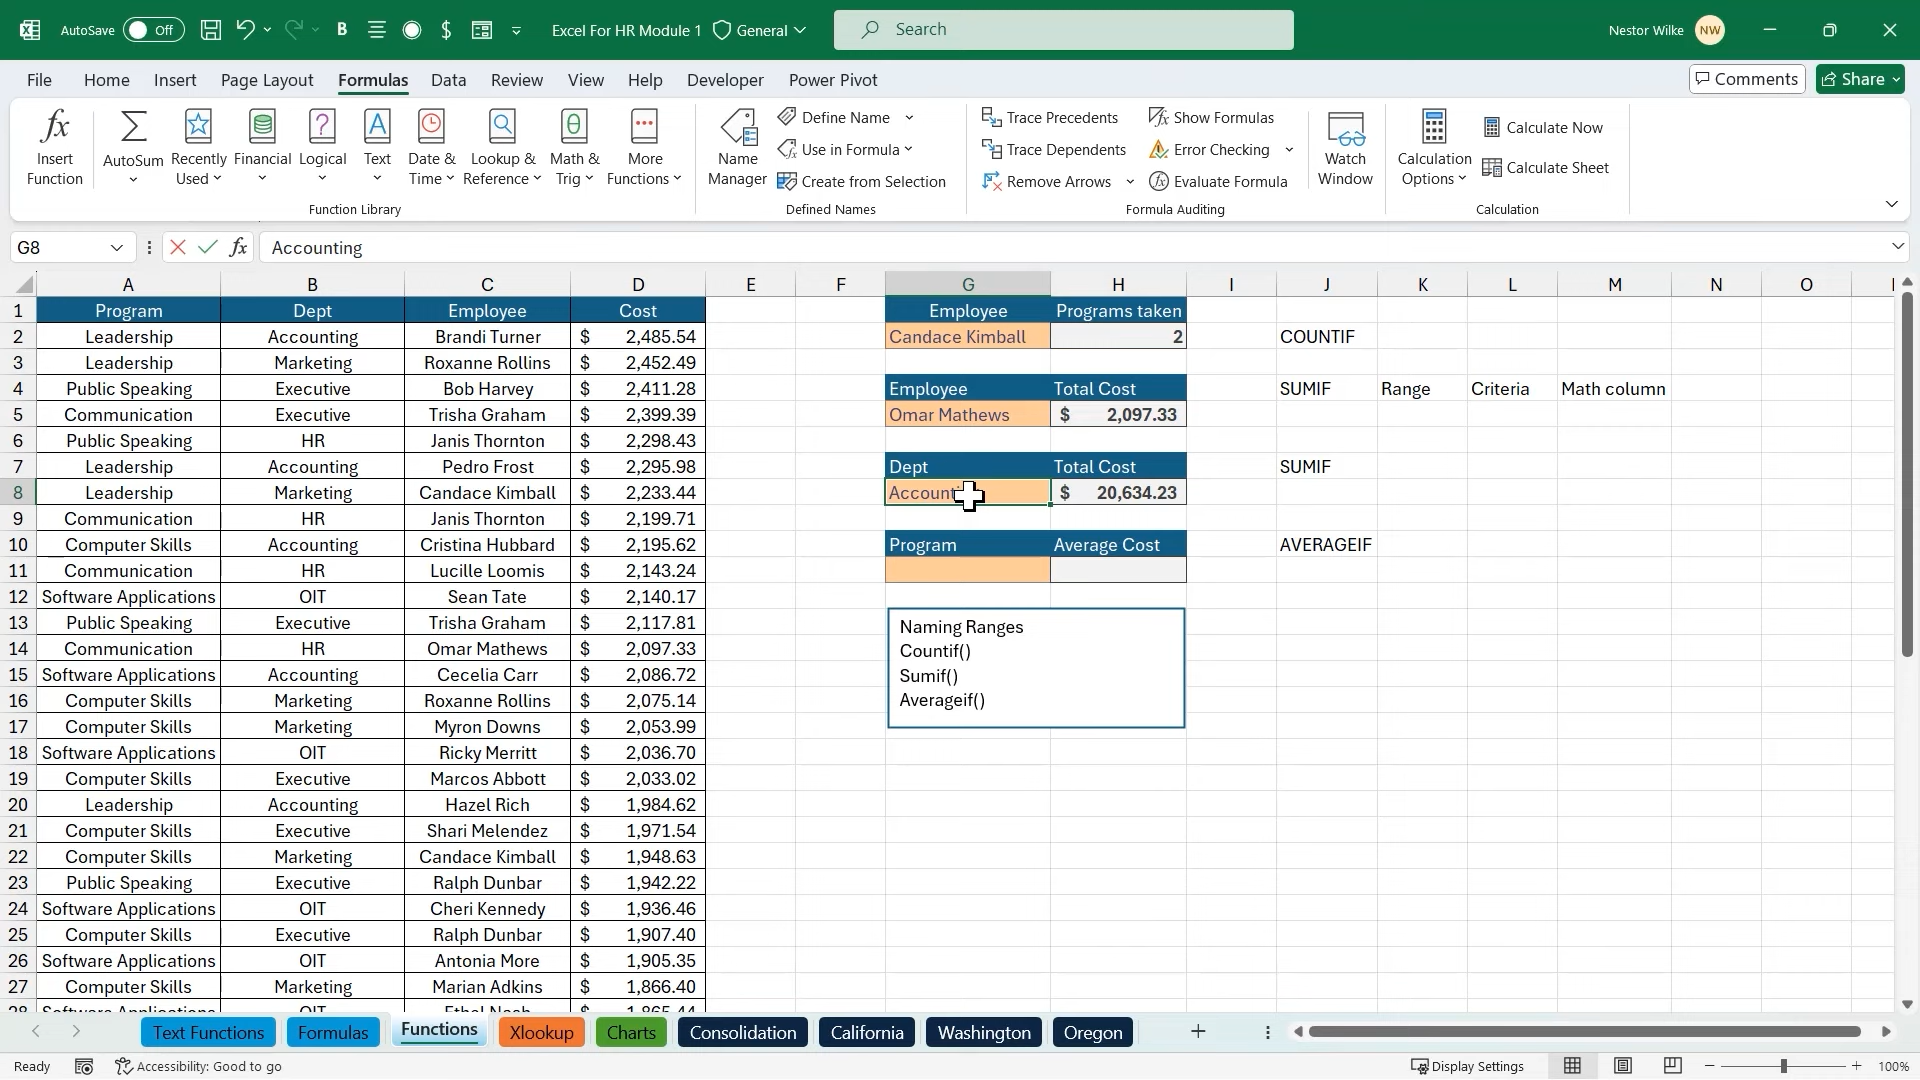 AutoSave Off B $ Excel For HR Module 1 General Search Nestor Wilke NW
File Home Insert Page Layout Formulas Data Review View Help Developer Power Pivot Comments Share
fx Insert Function
AutoSum
Recently Used
Financial
Logical
Text
Date & Time
Lookup & Reference
Math & Trig
More Functions
Function Library
Name Manager
Define Name
Use in Formula
Create from Selection
Defined Names
Trace Precedents
Trace Dependents
Remove Arrows
Show Formulas
Error Checking
Evaluate Formula
Formula Auditing
Watch Window
Calculation Options
Calculate Now
Calculate Sheet
Calculation
G8 fx Accounting
A B C D E F G H I J K L M N O
1 Program Dept Employee Cost Employee Programs taken
2 Leadership Accounting Brandi Turner $ 2,485.54 Candace Kimball 2 COUNTIF
3 Leadership Marketing Roxanne Rollins $ 2,452.49
4 Public Speaking Executive Bob Harvey $ 2,411.28 Employee Total Cost SUMIF Range Criteria Math column
5 Communication Executive Trisha Graham $ 2,399.39 Omar Mathews $ 2,097.33
6 Public Speaking HR Janis Thornton $ 2,298.43
7 Leadership Accounting Pedro Frost $ 2,295.98 Dept Total Cost SUMIF
8 Leadership Marketing Candace Kimball $ 2,233.44 Accounting $ 20,634.23
9 Communication HR Janis Thornton $ 2,199.71
10 Computer Skills Accounting Cristina Hubbard $ 2,195.62 Program Average Cost AVERAGEIF
11 Communication HR Lucille Loomis $ 2,143.24
12 Software Applications OIT Sean Tate $ 2,140.17
13 Public Speaking Executive Trisha Graham $ 2,117.81
14 Communication HR Omar Mathews $ 2,097.33
15 Software Applications Accounting Cecelia Carr $ 2,086.72
16 Computer Skills Marketing Roxanne Rollins $ 2,075.14
17 Computer Skills Marketing Myron Downs $ 2,053.99
18 Software Applications OIT Ricky Merritt $ 2,036.70
19 Computer Skills Executive Marcos Abbott $ 2,033.02
20 Leadership Accounting Hazel Rich $ 1,984.62
21 Computer Skills Executive Shari Melendez $ 1,971.54
22 Computer Skills Marketing Candace Kimball $ 1,948.63
23 Public Speaking Executive Ralph Dunbar $ 1,942.22
24 Software Applications OIT Cheri Kennedy $ 1,936.46
25 Computer Skills Executive Ralph Dunbar $ 1,907.40
26 Software Applications OIT Antonia More $ 1,905.35
27 Computer Skills Marketing Marian Adkins $ 1,866.40
Naming Ranges
Countif()
Sumif()
Averageif()
Text Functions Formulas Functions Xlookup Charts Consolidation California Washington Oregon
Ready Accessibility: Good to go Display Settings 100%